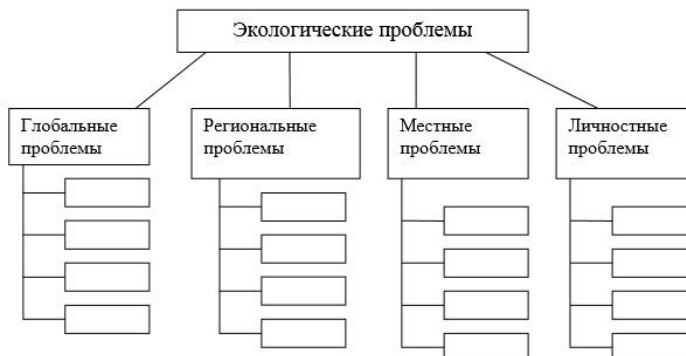 Экологические проблемы
Глобальные
проблемы
Региональные
проблемы
Местные
проблемы
Личностные
проблемы